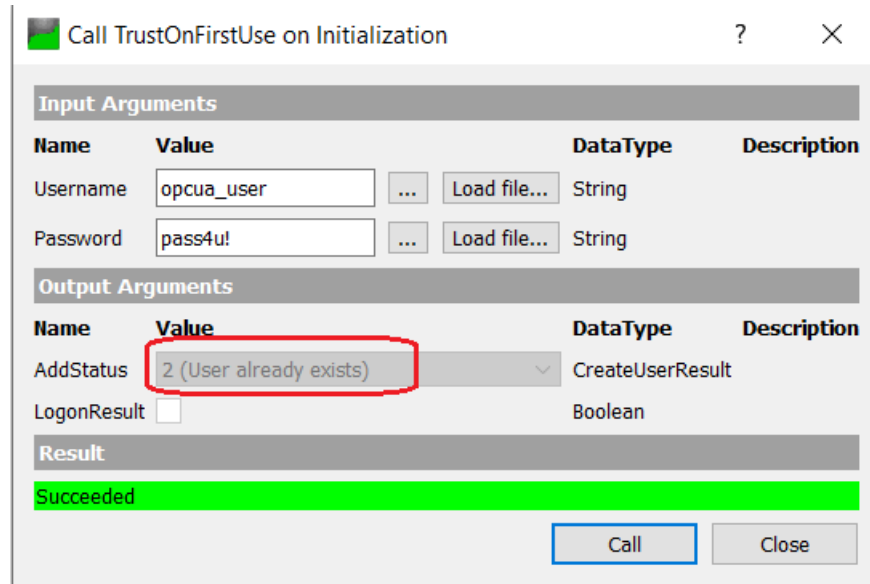 Call TrustOnFirstUse on Initialization ? ×
Input Arguments
Name Value DataType Description
Username opcua_user ... Load file... String
Password pass4u! ... Load file... String
Output Arguments
Name Value DataType Description
AddStatus 2 (User already exists) CreateUserResult
LogonResult Boolean
Result
Succeeded
Call Close